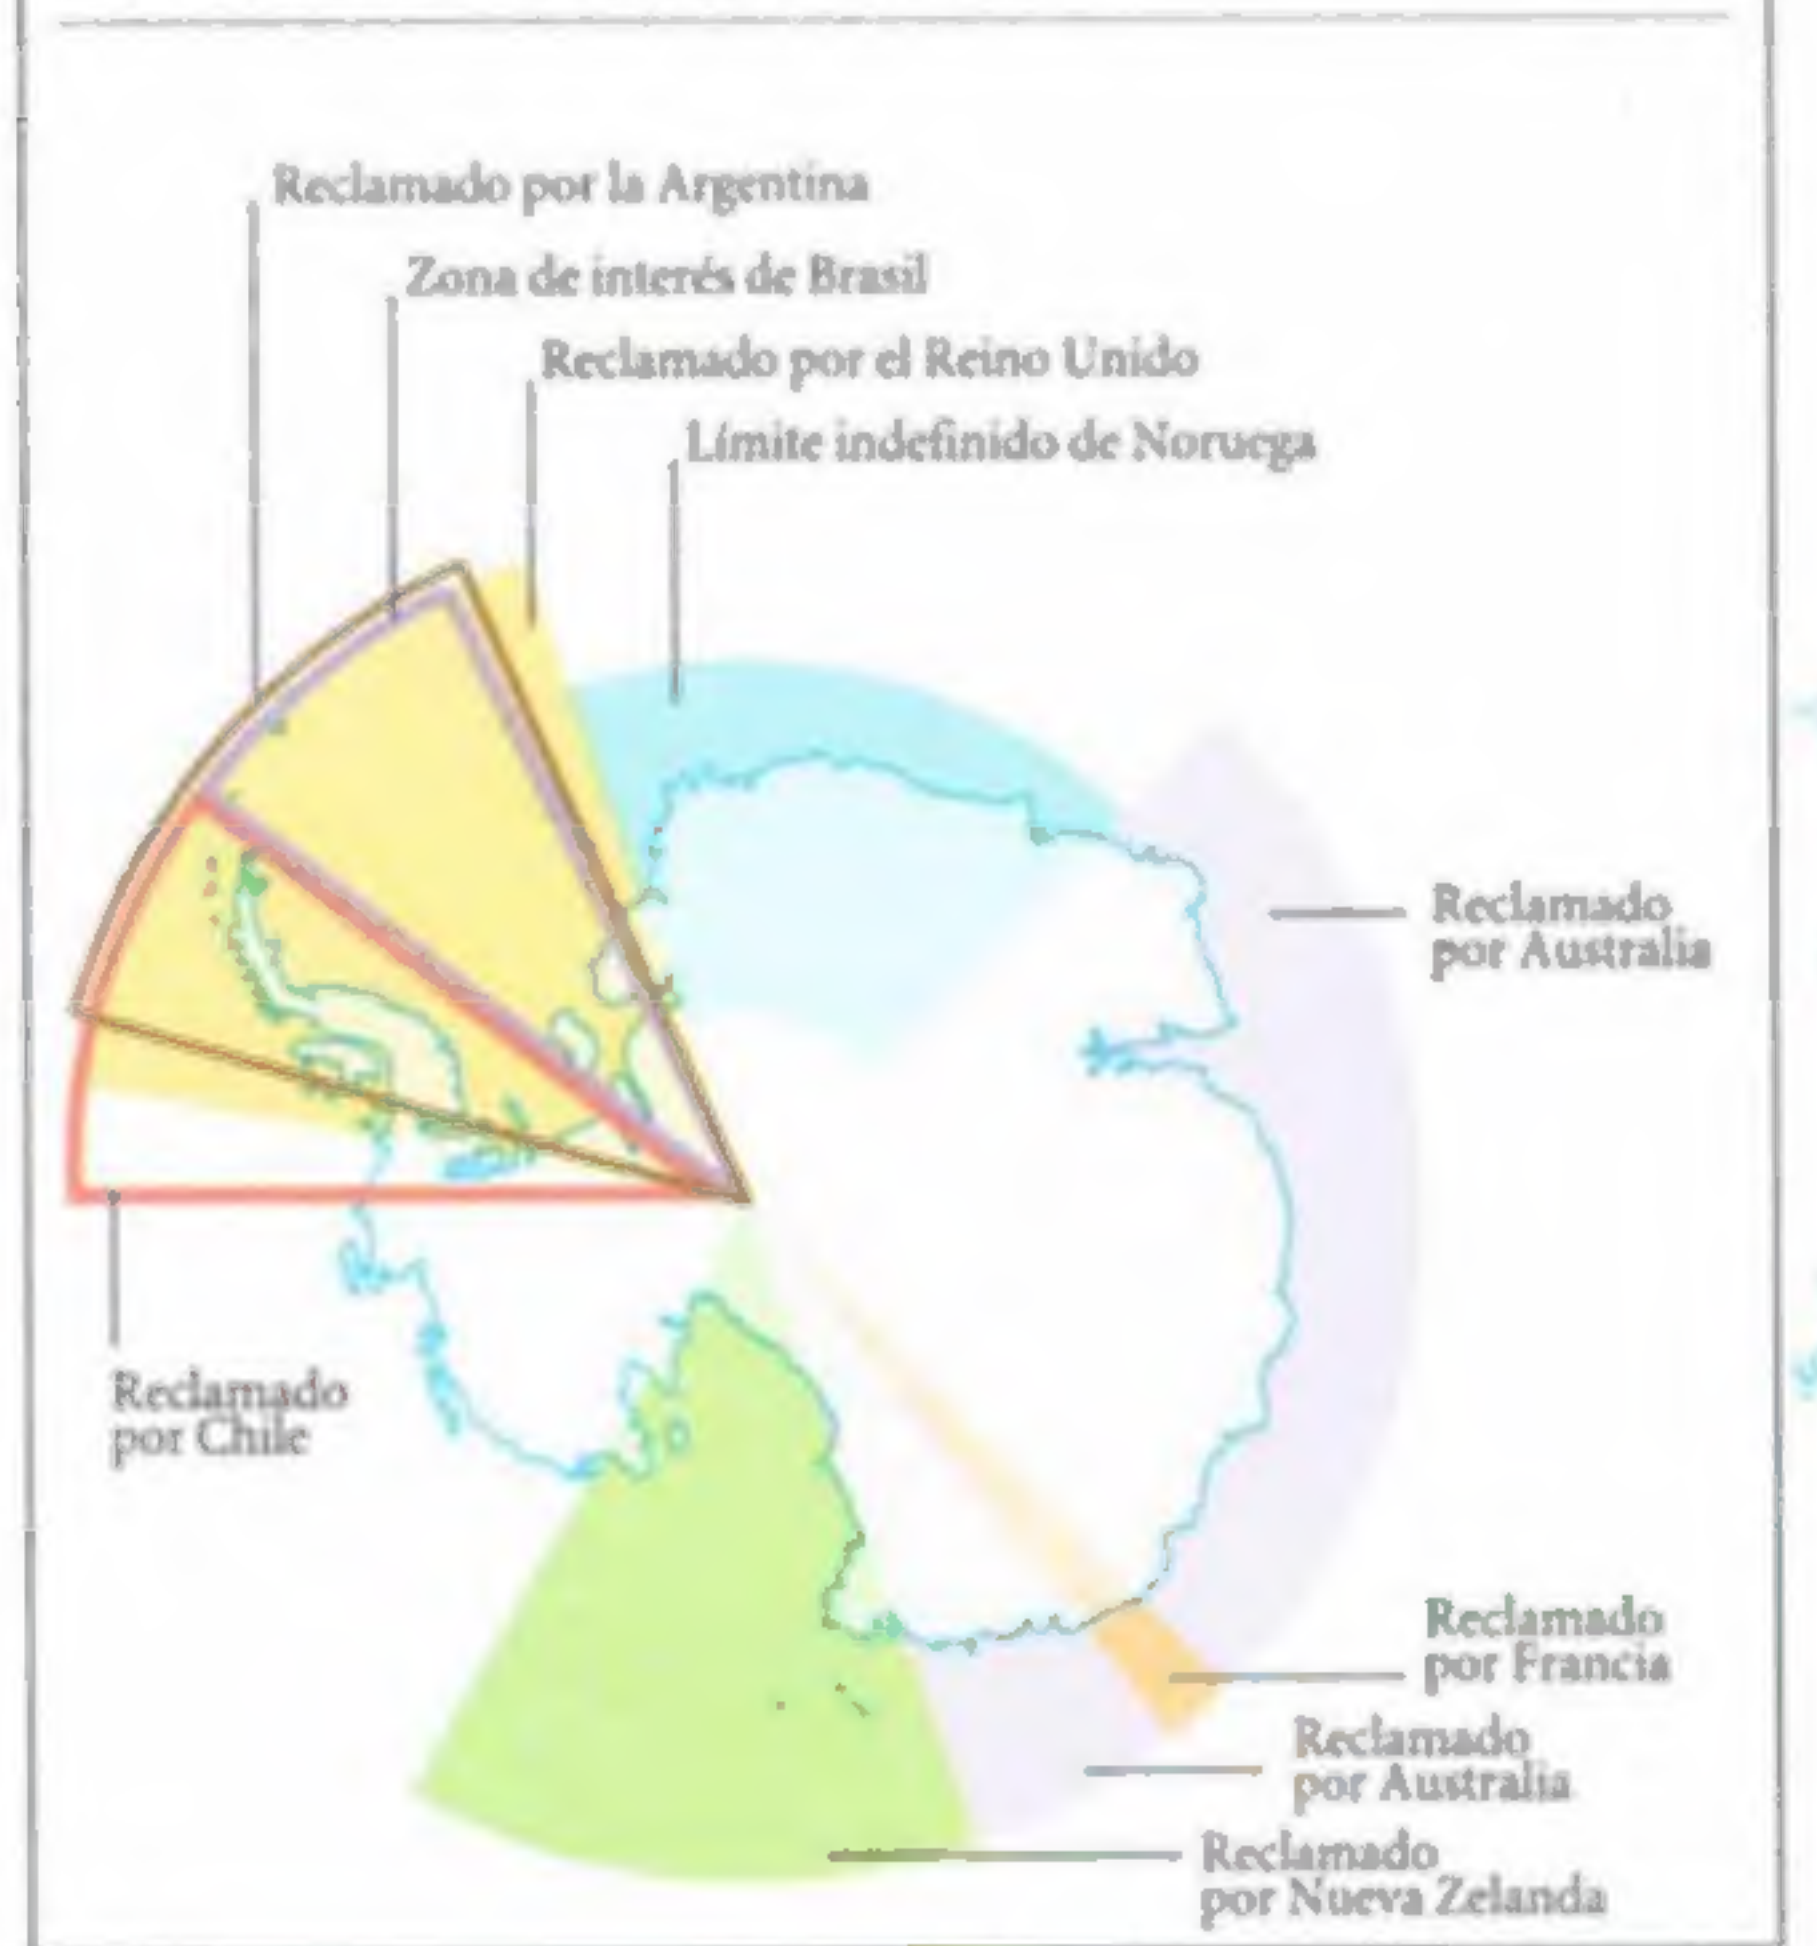 Reclamado por la Argentina
Zona de interés de Brasil
Reclamado por el Reino Unido
Límite indefinido de Noruega
Reclamado
por Australia
Reclamado
por Chile
Reclamado
por Francia
Reclamado
por Australia
Reclamado
por Nueva Zelanda